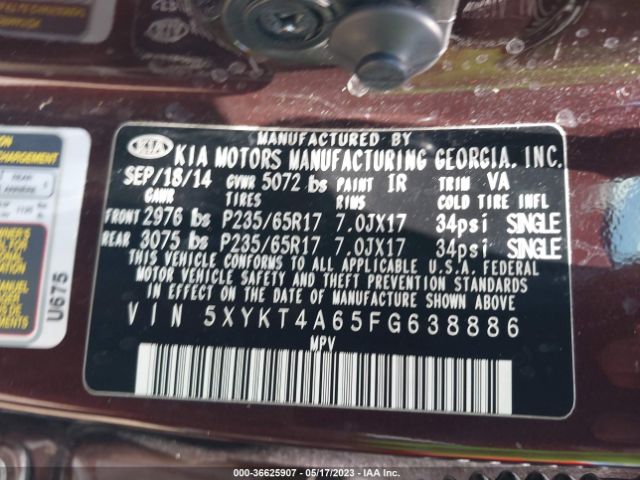 MANUFACTURED BY
KIA KIA MOTORS MANUFACTURING GEORGIA, INC.
SEP/18/14 GVWR 5072 lbs PAINT IR TRIM VA
GAWR TIRES RIMS COLD TIRE INFL
FRONT 2976 lbs P235/65R17 7.0JX17 34psi SINGLE
REAR 3075 lbs P235/65R17 7.0JX17 34psi SINGLE
THIS VEHICLE CONFORMS TO ALL APPLICABLE U.S.A. FEDERAL
MOTOR VEHICLE SAFETY AND THEFT PREVENTION STANDARDS
IN EFFECT ON THE DATE OF MANUFACTURE SHOWN ABOVE.
VIN 5XYKT4A65FG638886
MPV
U675
000-36625907 - 05/17/2023 - IAA Inc.